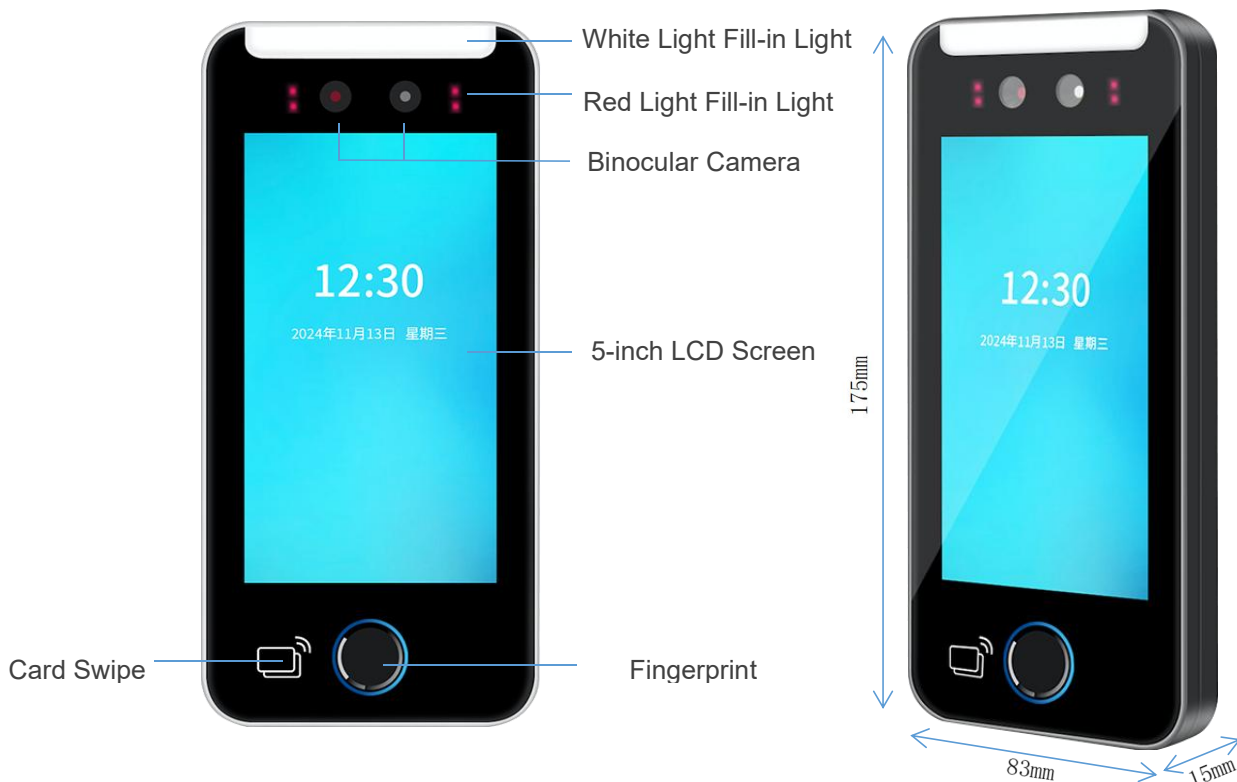 White Light Fill-in Light
Red Light Fill-in Light
Binocular Camera
12:30
2024年11月13日 星期三
5-inch LCD Screen
Card Swipe
Fingerprint
12:30
2024年11月13日 星期三
175mm
83mm
15mm